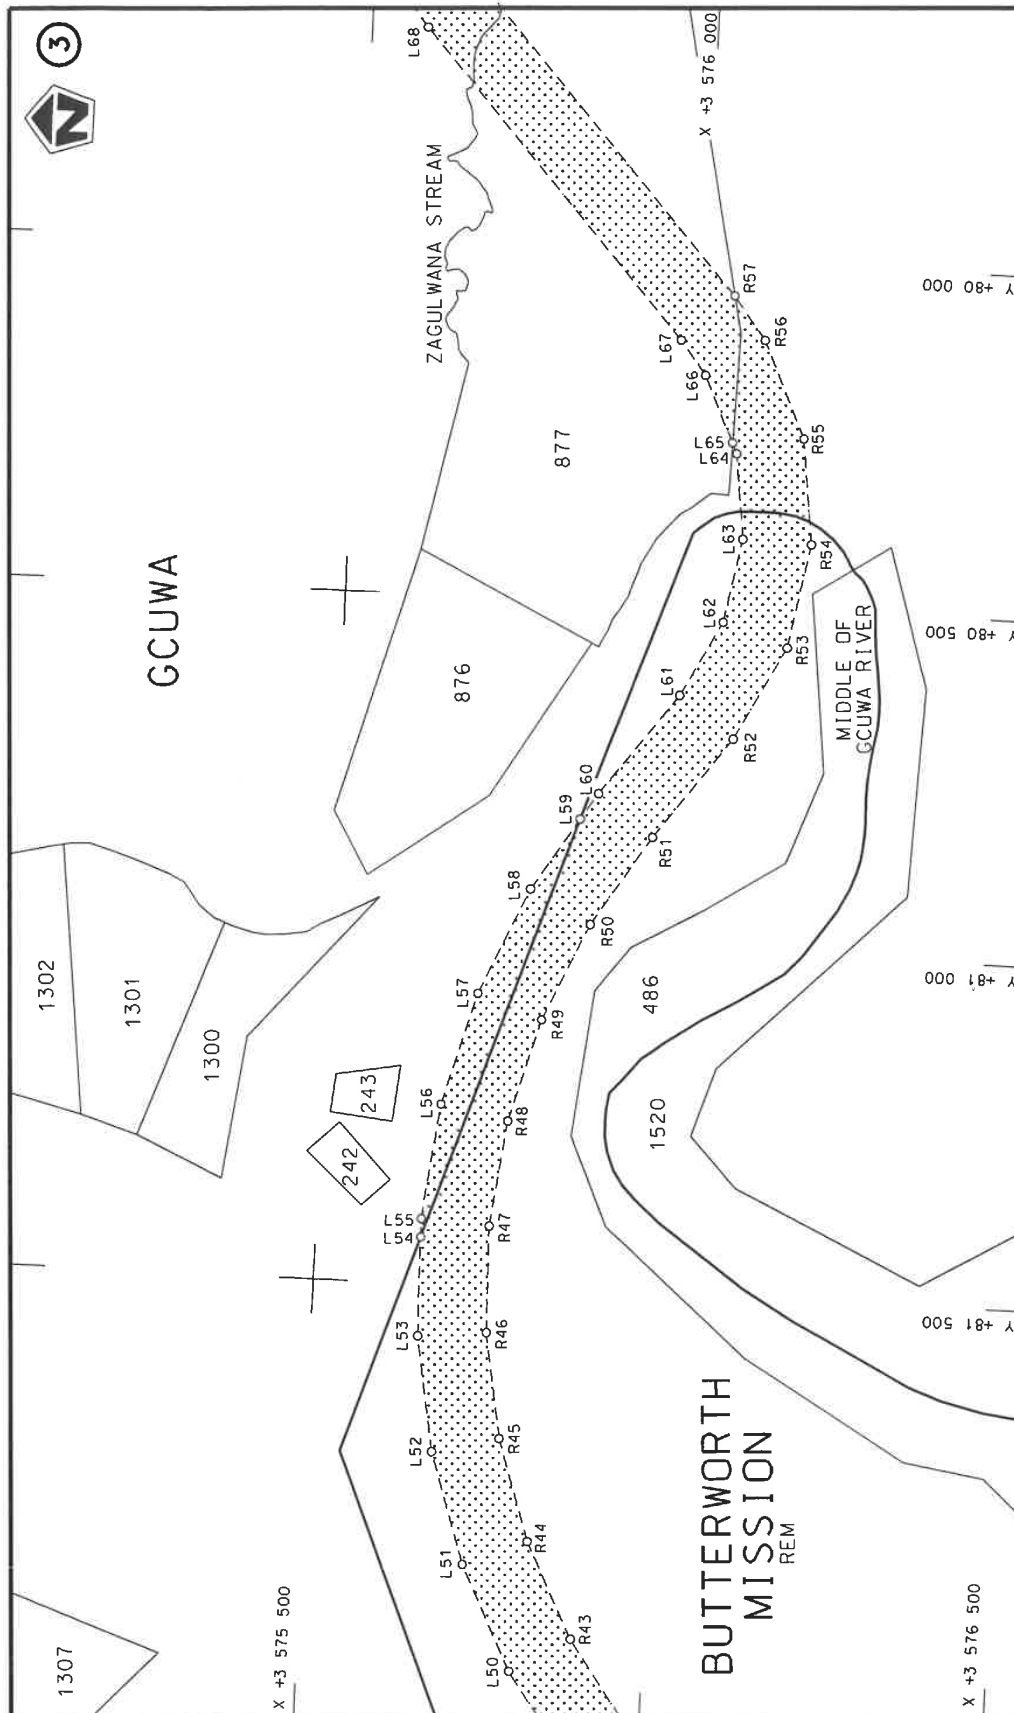 3
N
L68
ZAGULWANA STREAM
X +3 576 000
Y +80 000
R57
L67
R56
L66
877
L65
L64
R55
GCUWA
L63
R54
L62
Y +80 500
R53
MIDDLE OF
GCUWA RIVER
876
L61
R52
L60
L59
R51
L58
R50
1302
1301
1300
L57
R49
486
Y +81 000
243
L56
R48
242
1520
L55
L54
R47
L53
R46
Y +81 500
L52
R45
BUTTERWORTH
MISSION
REM
L51
R44
R43
L50
1307
X +3 575 500
X +3 576 500